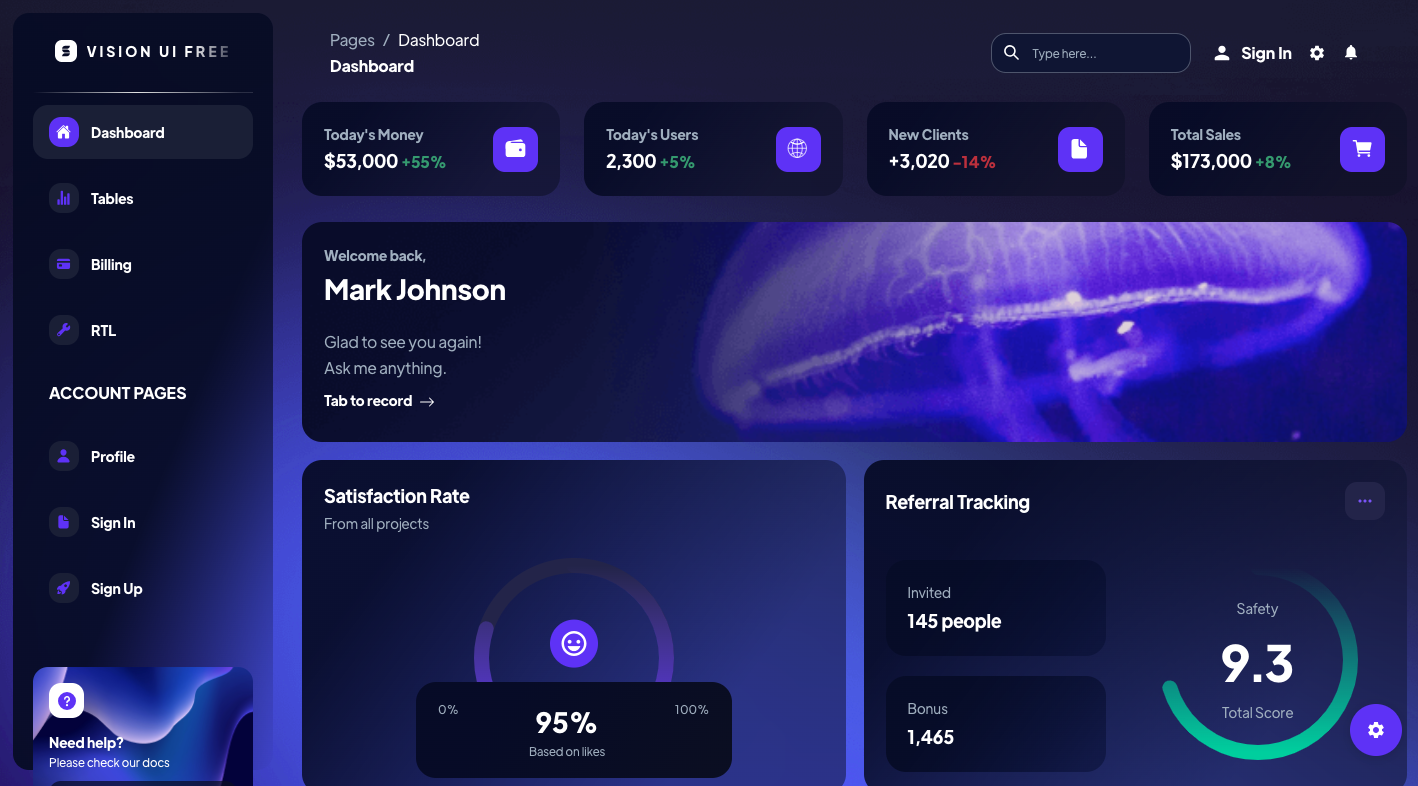 VISION UI FREE
Dashboard
Tables
Billing
RTL
ACCOUNT PAGES
Profile
Sign In
Sign Up
Need help?
Please check our docs
Pages / Dashboard
Dashboard
Type here...
Sign In
Today's Money
$53,000 +55%
Today's Users
2,300 +5%
New Clients
+3,020 -14%
Total Sales
$173,000 +8%
Welcome back,
Mark Johnson
Glad to see you again!
Ask me anything.
Tab to record
Satisfaction Rate
From all projects
0%
95%
100%
Based on likes
Referral Tracking
Invited
145 people
Bonus
1,465
Safety
9.3
Total Score